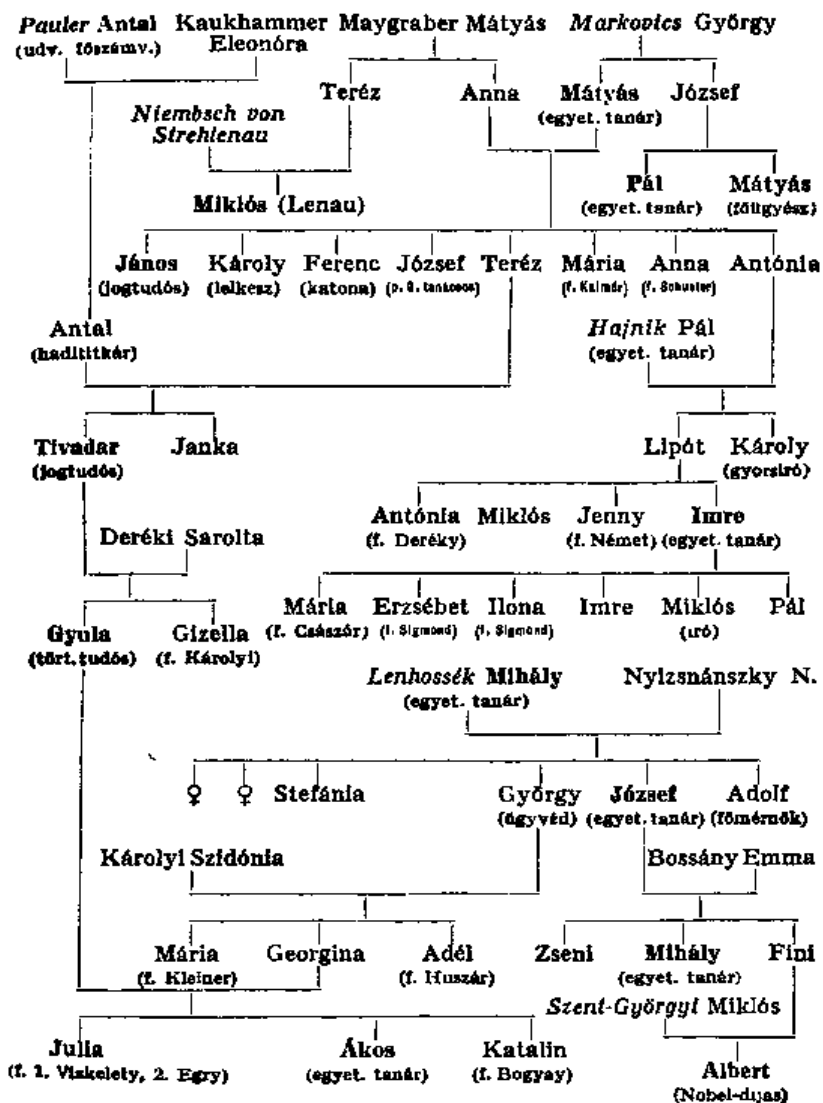 Pauler Antal Kaukhammer Maygraber Mátyás Markovics György
(udv. főszámv.) Eleonóra
Teréz Anna Mátyás József
(egyet. tanár)
Niembsch von
Strehlenau
Pál Mátyás
Miklós (Lenau) (egyet. tanár) (főügyész)
János Károly Ferenc József Teréz Mária Anna Antónia
(jogtudós) (lelkész) (katona) (f. Kalmár) (f. Schuster)
Antal Hajnik Pál
(hadititkár) (egyet. tanár)
Tivadar Janka Lipót Károly
(jogtudós) (gyorsíró)
Antónia Miklós Jenny Imre
(f. Deréky) (f. Német) (egyet. tanár)
Deréki Sarolta
Mária Erzsébet Ilona Imre Miklós Pál
(f. Császár) (f. Sigmond) (f. Sigmond) (író)
Gyula Gizella
(tört. tudós) (f. Károlyi)
Lenhossék Mihály Nyizsnánszky N.
(egyet. tanár)
♀ ♀ Stefánia György József Adolf
(ügyvéd) (egyet. tanár) (főmérnök)
Károlyi Szidónia Bossány Emma
Mária Georgina Adél Zseni Mihály Fini
(f. Kleiner) (f. Huszár) (egyet. tanár)
Szent-Györgyi Miklós
Julia Ákos Katalin Albert
(f. 1. Viskelety, 2. Egry) (egyet. tanár) (f. Bogyay) (Nobel-díjas)